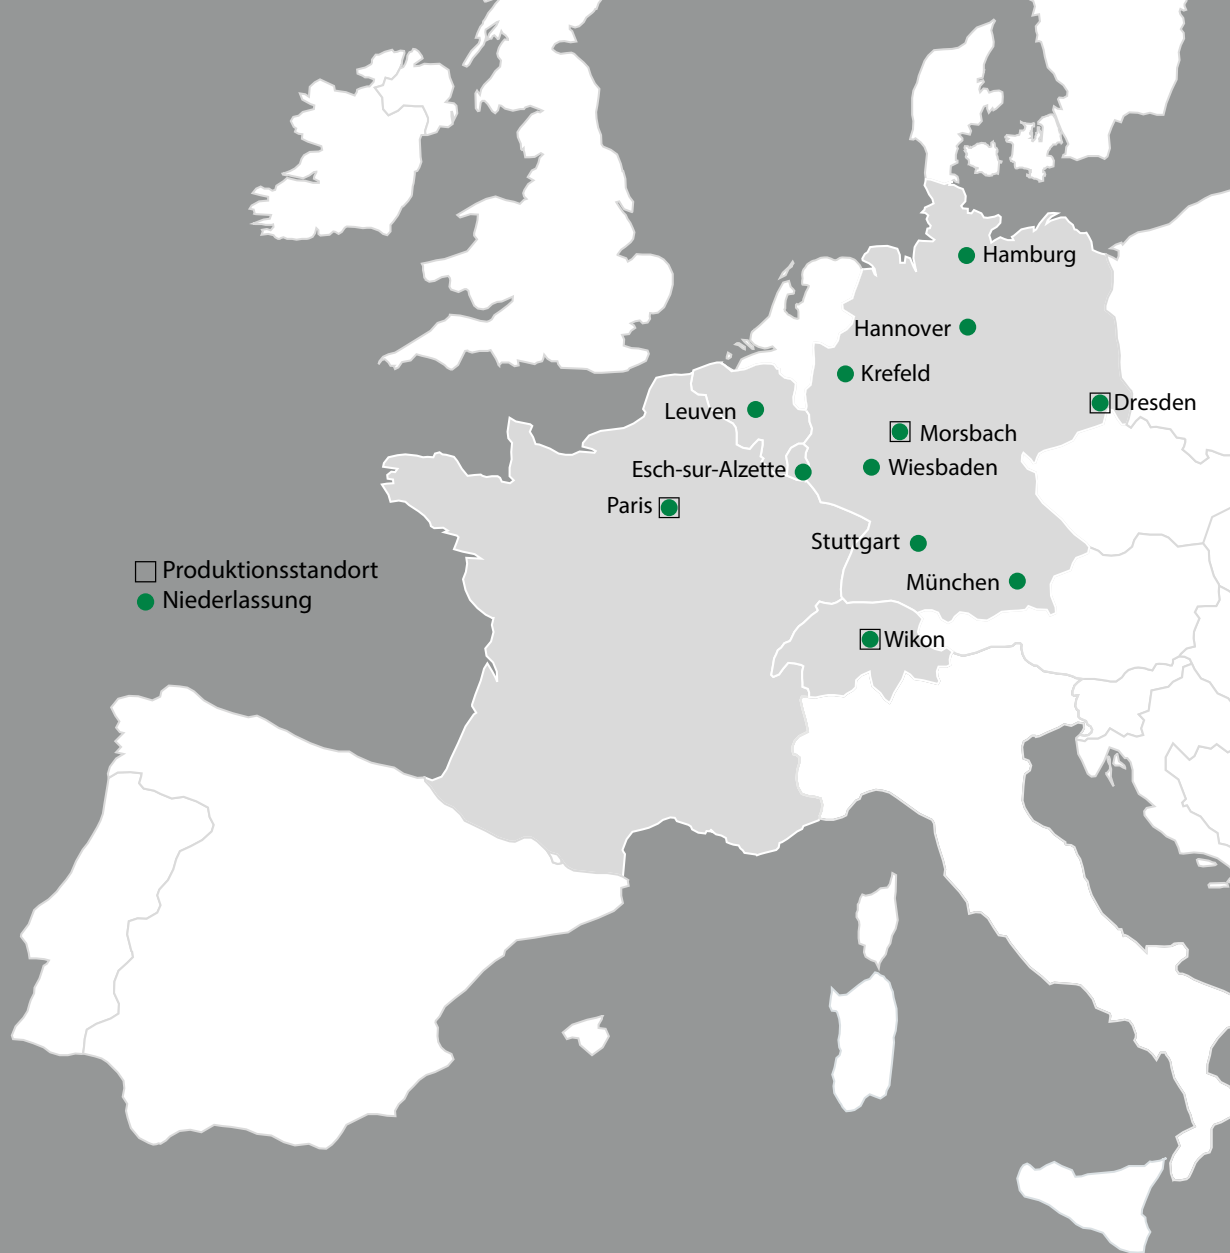 Hamburg
Hannover
Krefeld
Dresden
Leuven
Morsbach
Esch-sur-Alzette
Wiesbaden
Paris
Stuttgart
Produktionsstandort
München
Niederlassung
Wikon